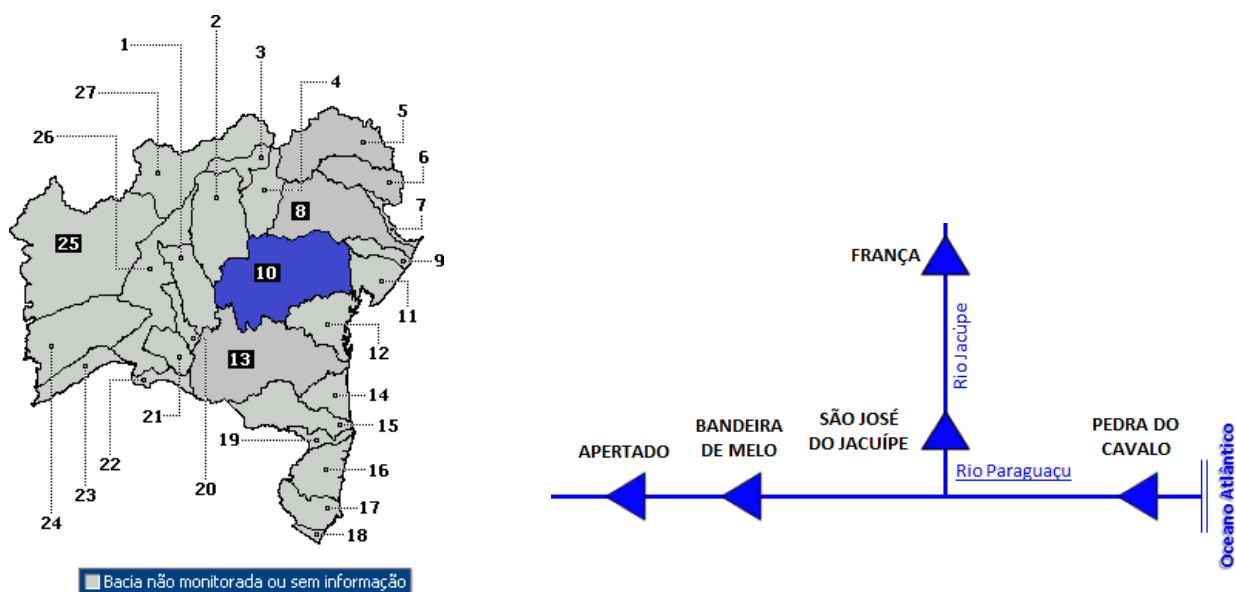 2
1
3
4
27
5
26
6
7
8
25
9
10
11
12
13
14
15
19
16
22
21
20
23
17
24
18
Bacia não monitorada ou sem informação
FRANÇA
Rio Jacúpe
APERTADO
BANDEIRA
DE MELO
SÃO JOSÉ
DO JACUÍPE
PEDRA DO
CAVALO
Rio Paraguaçu
Oceano Atlântico